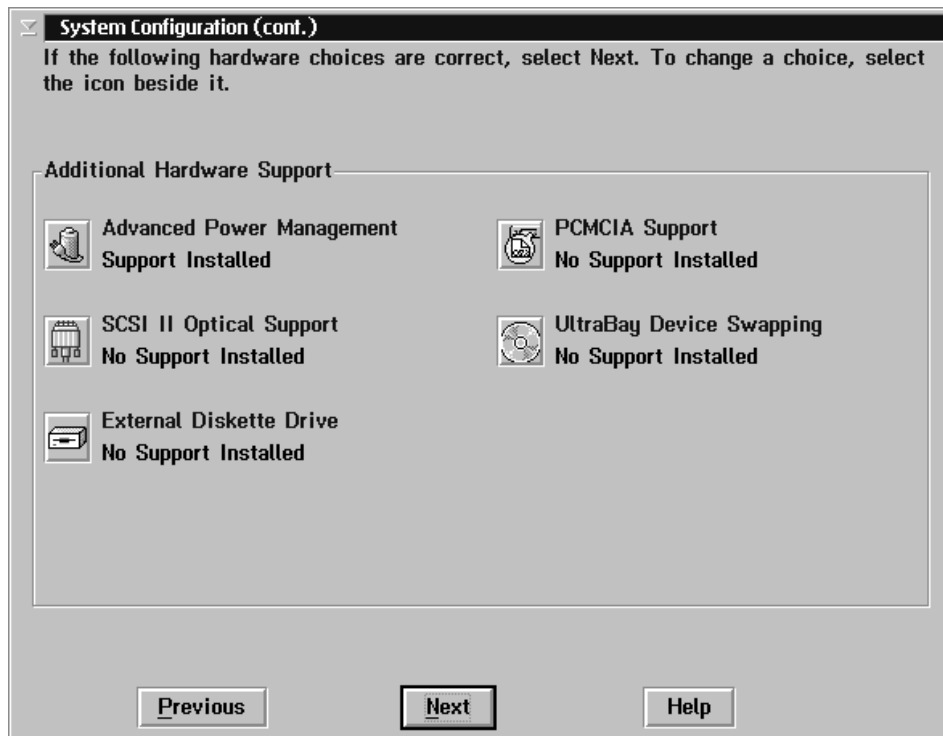 System Configuration (cont.)
If the following hardware choices are correct, select Next. To change a choice, select
the icon beside it.
Additional Hardware Support
Advanced Power Management
Support Installed
PCMCIA Support
No Support Installed
SCSI II Optical Support
No Support Installed
UltraBay Device Swapping
No Support Installed
External Diskette Drive
No Support Installed
Previous
Next
Help